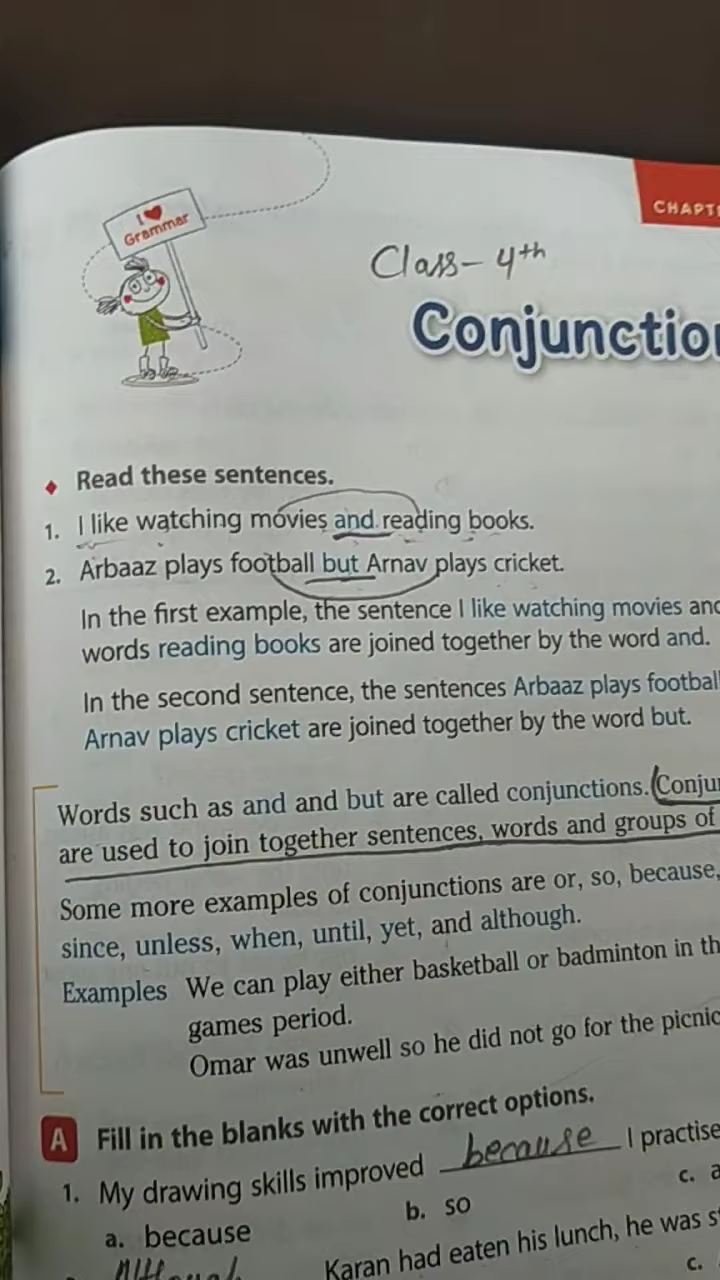 I ❤ Grammar
Class - 4th
Read these sentences.
1. I like watching movies and reading books.
2. Arbaaz plays football but Arnav plays cricket.
In the first example, the sentence I like watching movies
words reading books are joined together by the word and.
In the second sentence, the sentences Arbaaz plays
Arnav plays cricket are joined together by the word but.
Words such as and and but are called conjunctions.
are used to join together sentences, words and groups of
Some more examples of conjunctions are or, so, because,
since, unless, when, until, yet, and although.
Examples We can play either basketball or badminton in
games period.
Omar was unwell so he did not go for the picnic
A Fill in the blanks with the correct options.
1. My drawing skills improved because I
a. because b. so c.
Karan had eaten his lunch, he was
c.